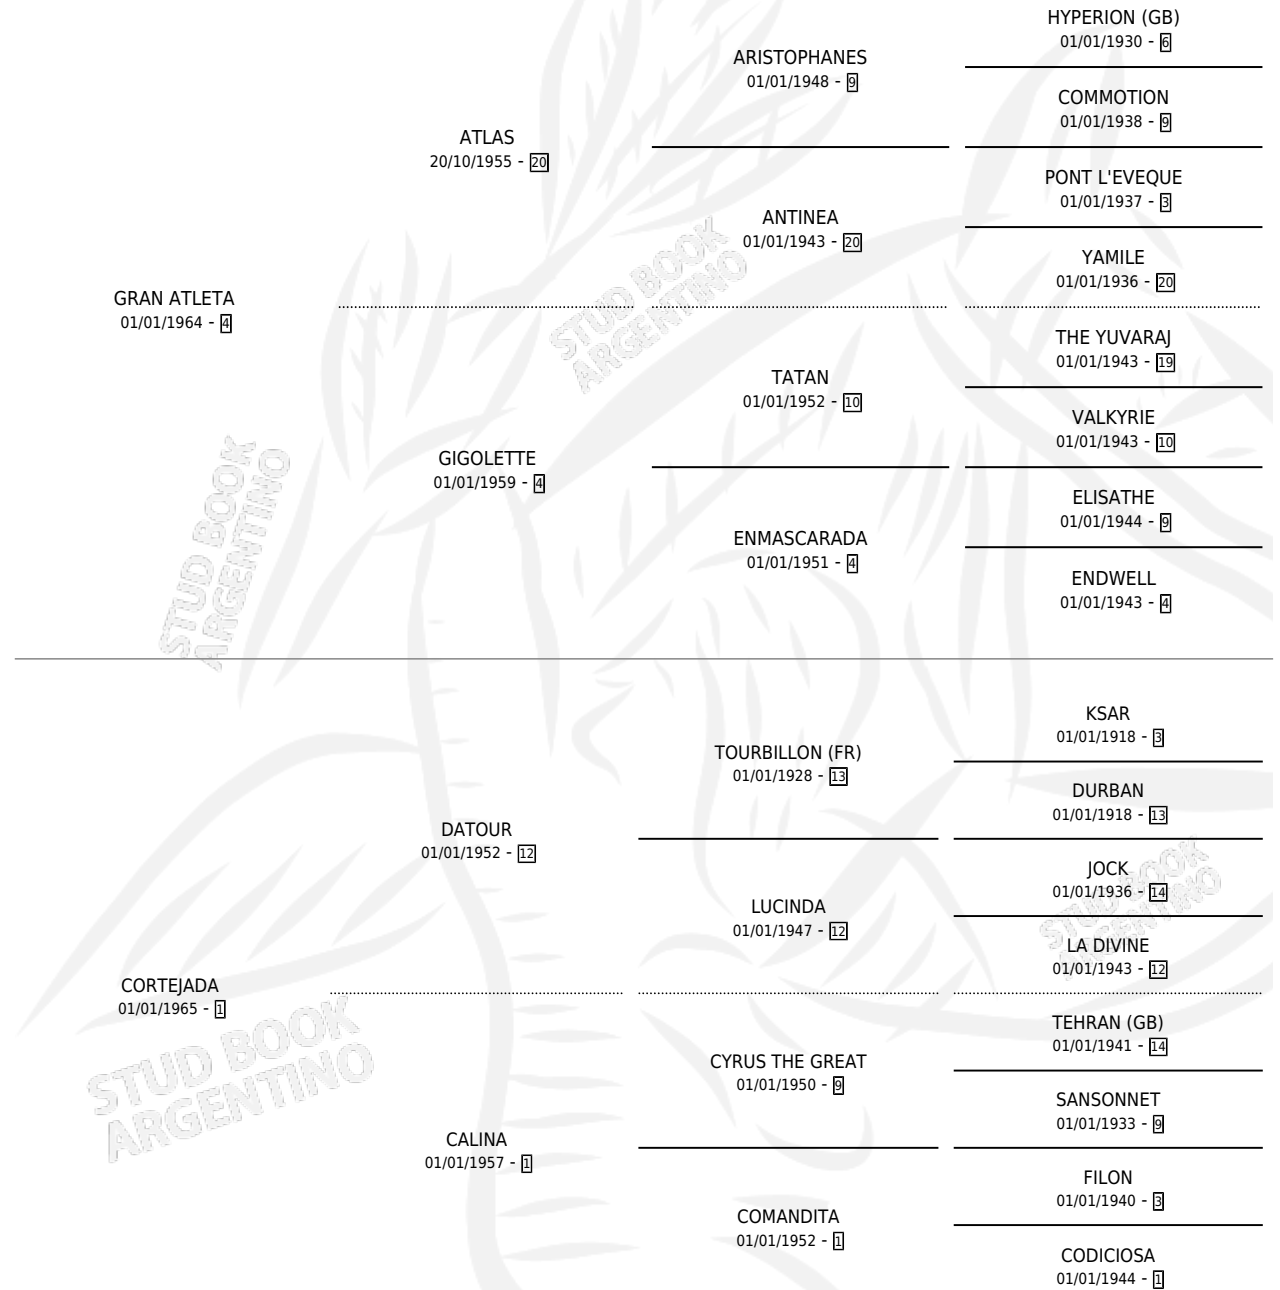 HYPERION (GB)
01/01/1930 - 6
ARISTOPHANES
01/01/1948 - 9
COMMOTION
01/01/1938 - 9
ATLAS
20/10/1955 - 20
PONT L'EVEQUE
01/01/1937 - 3
ANTINEA
01/01/1943 - 20
YAMILE
01/01/1936 - 20
GRAN ATLETA
01/01/1964 - 4
THE YUVARAJ
01/01/1943 - 19
TATAN
01/01/1952 - 10
VALKYRIE
01/01/1943 - 10
GIGOLETTE
01/01/1959 - 4
ELISATHE
01/01/1944 - 9
ENMASCARADA
01/01/1951 - 4
ENDWELL
01/01/1943 - 4
STUD BOOK
ARGENTINO
STUD BOOK
ARGENTINO
KSAR
01/01/1918 - 3
TOURBILLON (FR)
01/01/1928 - 13
DURBAN
01/01/1918 - 13
DATOUR
01/01/1952 - 12
JOCK
01/01/1936 - 14
LUCINDA
01/01/1947 - 12
LA DIVINE
01/01/1943 - 12
CORTEJADA
01/01/1965 - 1
TEHRAN (GB)
01/01/1941 - 14
CYRUS THE GREAT
01/01/1950 - 9
SANSONNET
01/01/1933 - 9
CALINA
01/01/1957 - 1
FILON
01/01/1940 - 3
COMANDITA
01/01/1952 - 1
CODICIOSA
01/01/1944 - 1
STUD BOOK
ARGENTINO
STUD BOOK
ARGENTINO